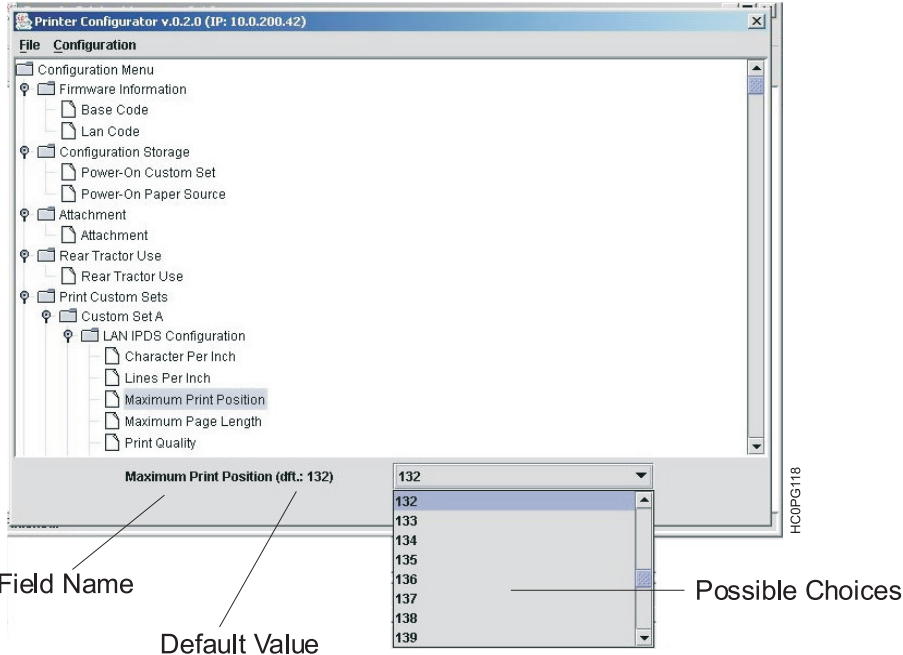 Printer Configurator v.0.2.0 (IP: 10.0.200.42)
File Configuration
Configuration Menu
Firmware Information
Base Code
Lan Code
Configuration Storage
Power-On Custom Set
Power-On Paper Source
Attachment
Attachment
Rear Tractor Use
Rear Tractor Use
Print Custom Sets
Custom Set A
LAN IPDS Configuration
Character Per Inch
Lines Per Inch
Maximum Print Position
Maximum Page Length
Print Quality
Maximum Print Position (dft.: 132) 132
132
133
134
135
136
137
138
139
Field Name
Default Value
Possible Choices
HC0PG118